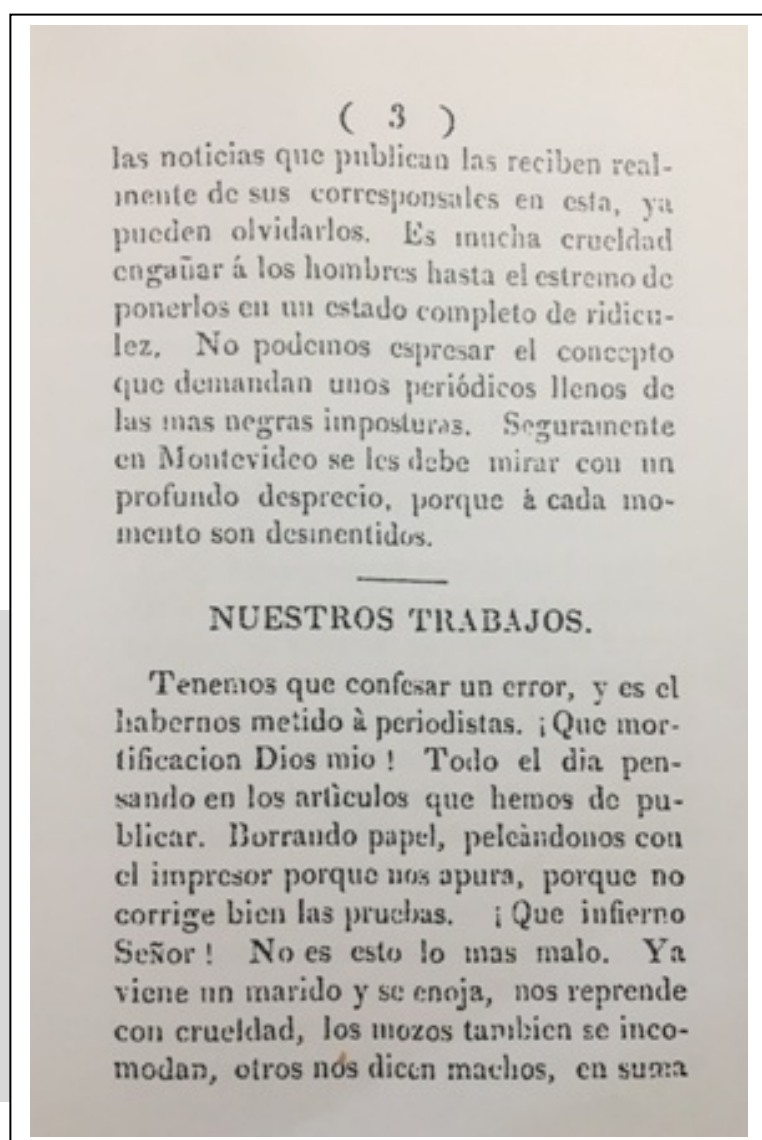 ( 3 )
las noticias que publican las reciben real-
mente de sus corresponsales en esta, ya
pueden olvidarlos. Es mucha crueldad
engañar á los hombres hasta el estremo de
ponerlos en un estado completo de ridicu-
lez. No podemos espresar el concepto
que demandan unos periódicos llenos de
las mas negras imposturas. Seguramente
en Montevideo se les debe mirar con un
profundo desprecio, porque à cada mo-
mento son desmentidos.
NUESTROS TRABAJOS.
Tenemos que confesar un error, y es el
habernos metido à periodistas. ¡Que mor-
tificacion Dios mio! Todo el dia pen-
sando en los artìculos que hemos de pu-
blicar. Borrando papel, peleàndonos con
el impresor porque nos apura, porque no
corrige bien las pruebas. ¡Que infierno
Señor! No es esto lo mas malo. Ya
viene un marido y se enoja, nos reprende
con crueldad, los mozos tambien se inco-
modan, otros nos dicen machos, en suma